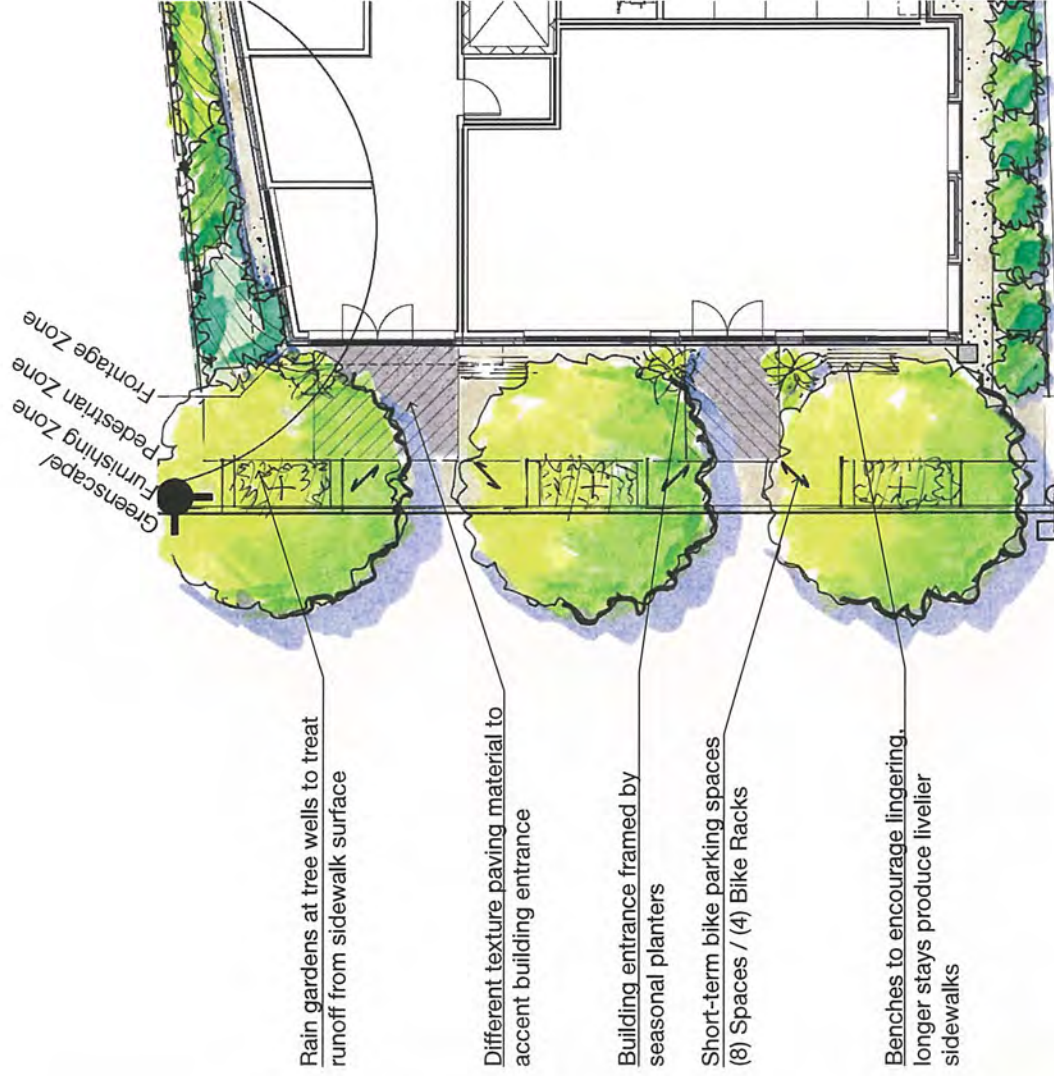 Greenscape/
Furnishing Zone
Pedestrian Zone
Frontage Zone
Rain gardens at tree wells to treat
runoff from sidewalk surface
Different texture paving material to
accent building entrance
Building entrance framed by
seasonal planters
Short-term bike parking spaces
(8) Spaces / (4) Bike Racks
Benches to encourage lingering,
longer stays produce livelier
sidewalks